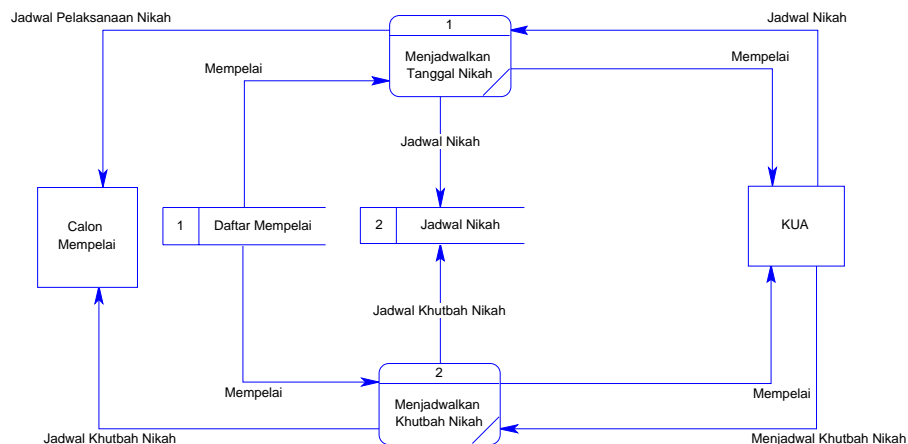 Jadwal Pelaksanaan Nikah
1
Jadwal Nikah
Menjadwalkan
Tanggal Nikah
Mempelai
Mempelai
Jadwal Nikah
Calon
Mempelai
1
Daftar Mempelai
2
Jadwal Nikah
KUA
Jadwal Khutbah Nikah
2
Mempelai
Mempelai
Menjadwalkan
Khutbah Nikah
Jadwal Khutbah Nikah
Menjadwal Khutbah Nikah